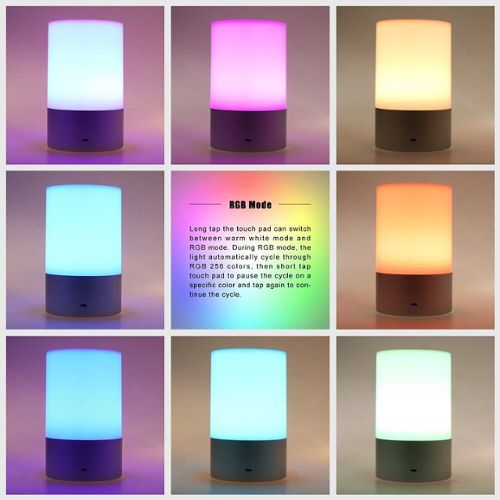 RGB Mode
Long tap the touch pad can switch
between warm white mode and
RGB mode. During RGB mode, the
light automatically cycle through
RGB 256 colors, then short tap
touch pad to pause the cycle on a
specific color and tap again to con-
tinue the cycle.